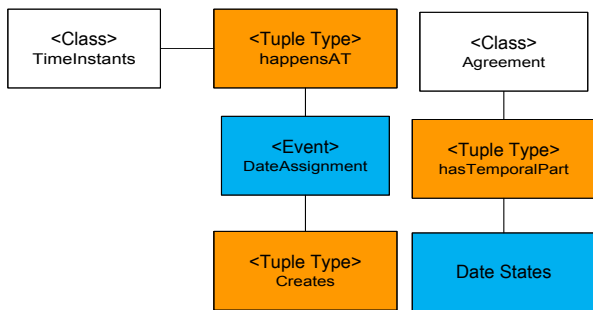 <Class>
TimeInstants
<Tuple Type>
happensAT
<Class>
Agreement
<Event>
DateAssignment
<Tuple Type>
hasTemporalPart
<Tuple Type>
Creates
Date States